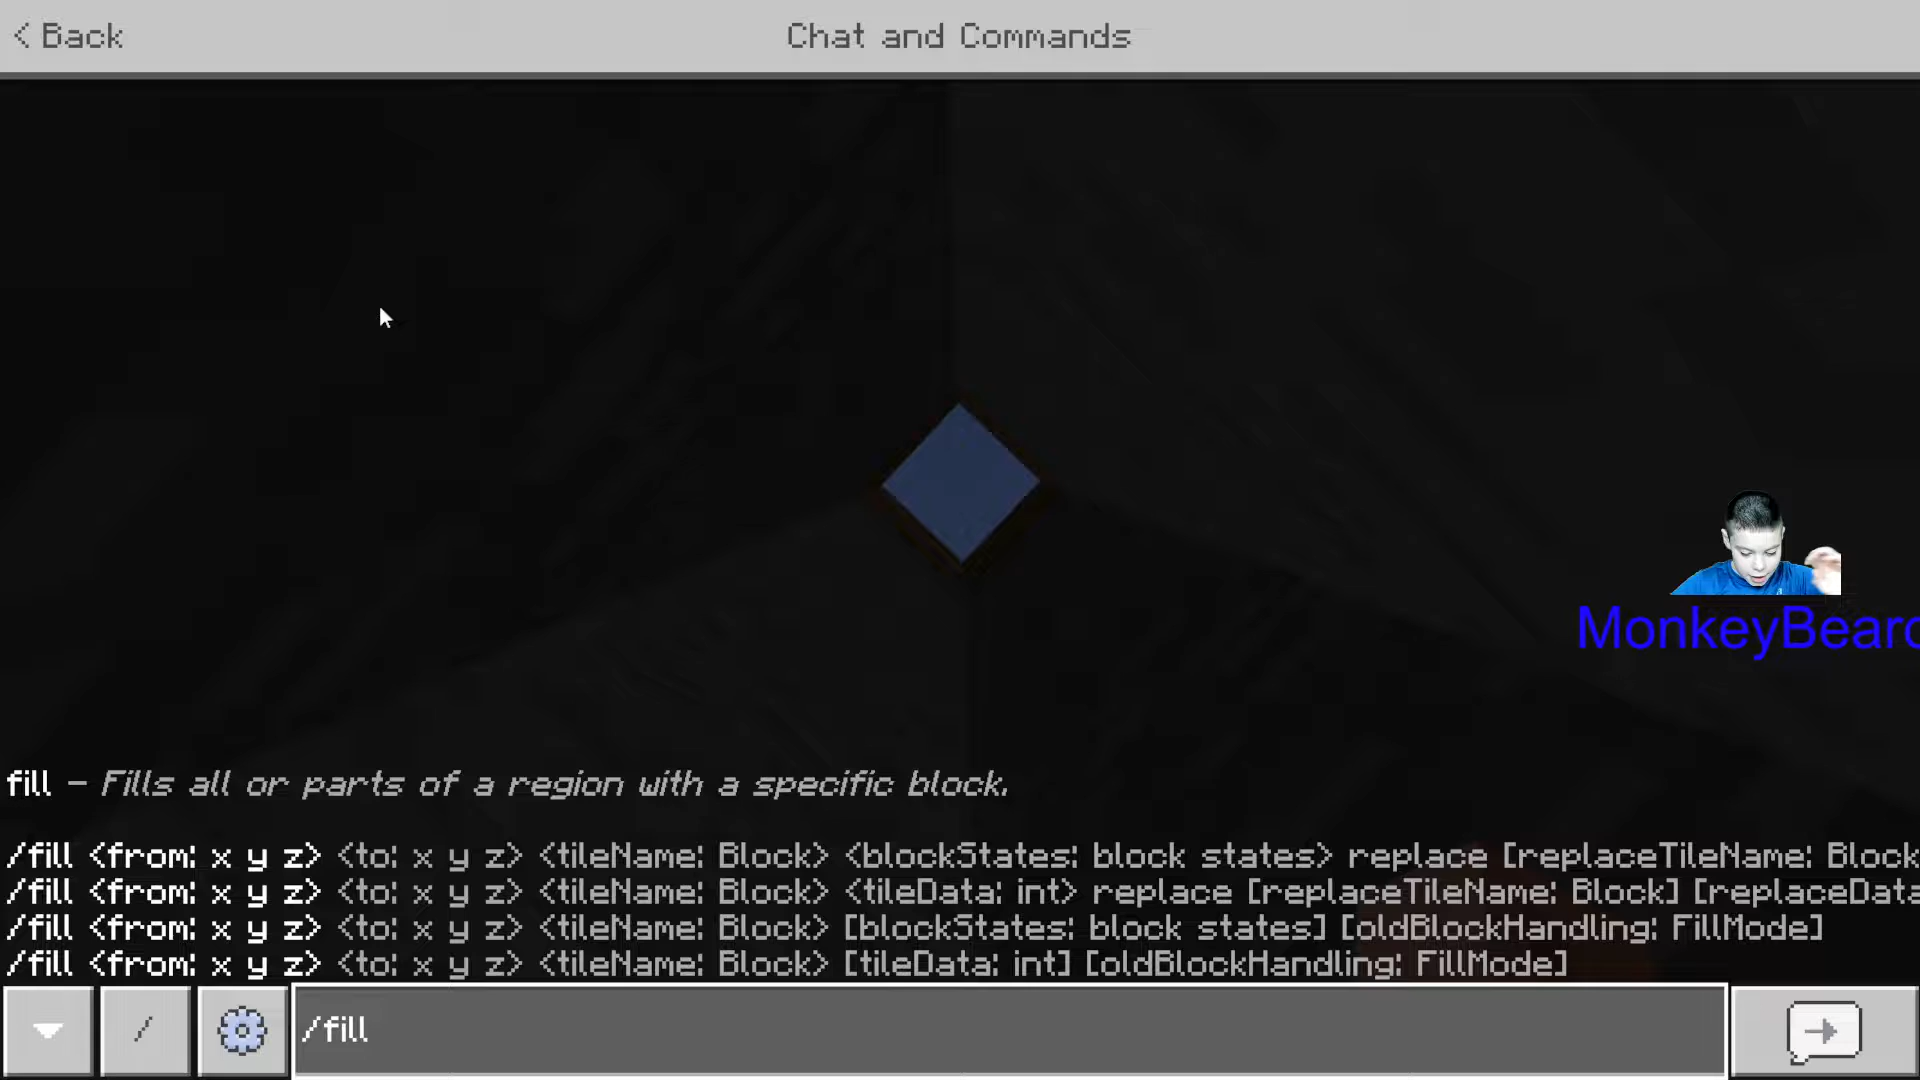 < Back
Chat and Commands
MonkeyBeard
fill - Fills all or parts of a region with a specific block.
/fill <from: x y z> <to: x y z> <tileName: Block> <blockStates: block states> replace [replaceTileName: Block
/fill <from: x y z> <to: x y z> <tileName: Block> <tileData: int> replace [replaceTileName: Block] [replaceData
/fill <from: x y z> <to: x y z> <tileName: Block> [blockStates: block states] [oldBlockHandling: FillMode]
/fill <from: x y z> <to: x y z> <tileName: Block> [tileData: int] [oldBlockHandling: FillMode]
/
/fill